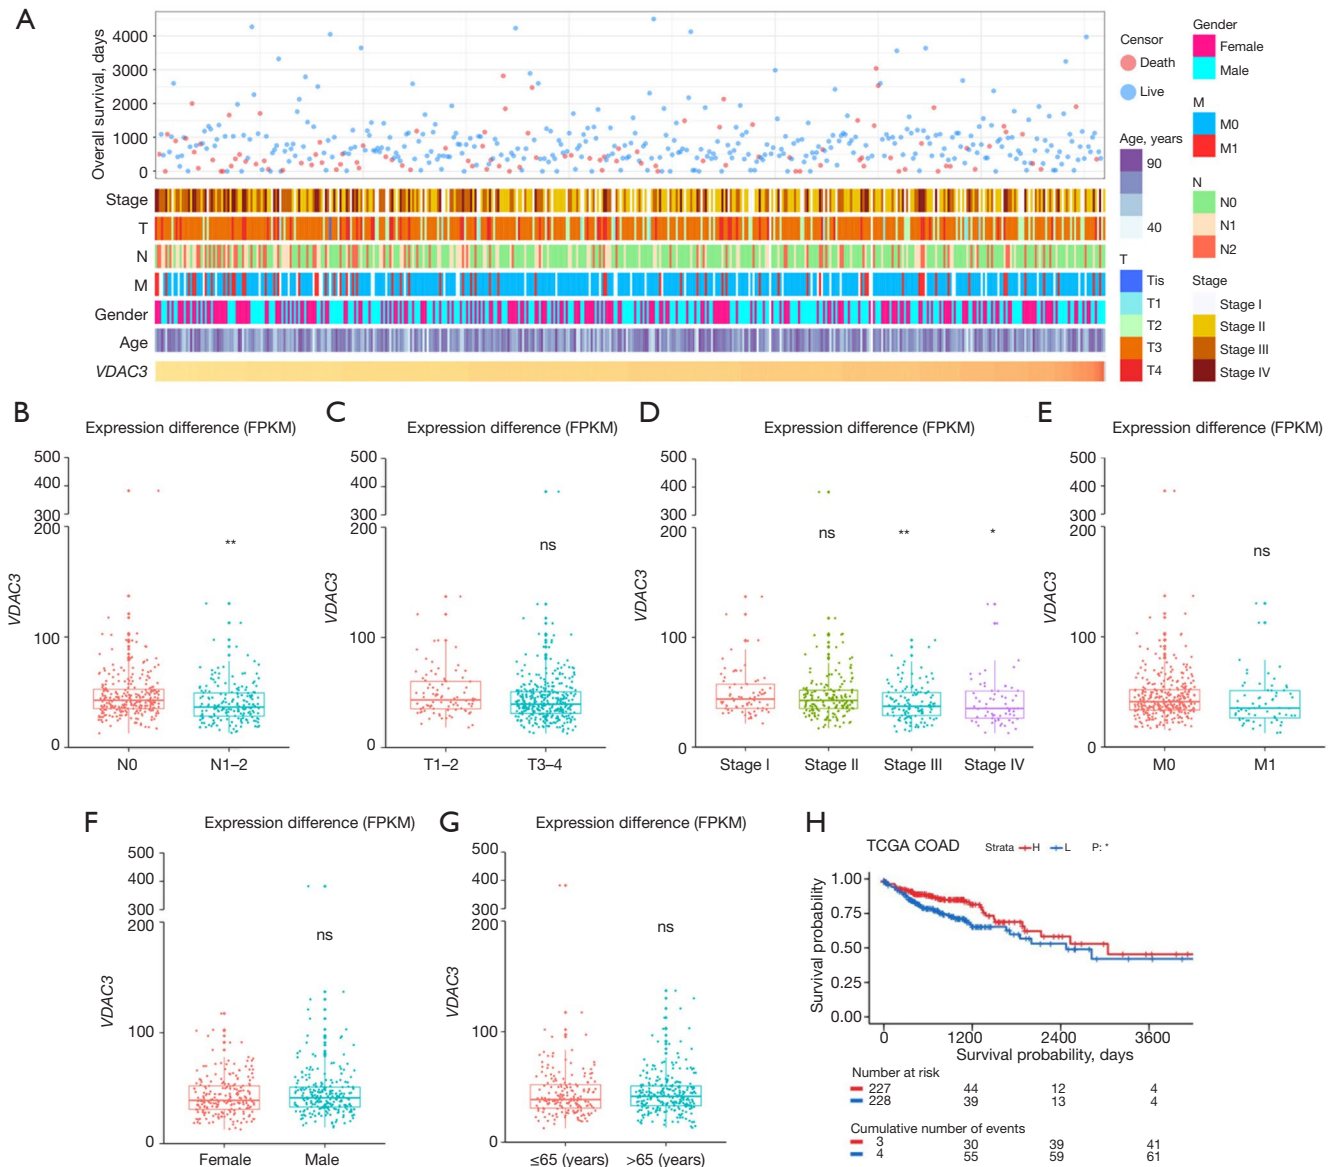 A
Overall survival, days
4000
3000
2000
1000
0
Stage
T
N
M
Gender
Age
VDAC3
Censor
Death
Live
Age, years
90
40
T
Tis
T1
T2
T3
T4
Gender
Female
Male
M
M0
M1
N
N0
N1
N2
Stage
Stage I
Stage II
Stage III
Stage IV
B
Expression difference (FPKM)
500
400
300
200
100
0
VDAC3
**
N0
N1–2
C
Expression difference (FPKM)
500
400
300
200
100
0
VDAC3
ns
T1–2
T3–4
D
Expression difference (FPKM)
500
400
300
200
100
0
VDAC3
ns
**
*
Stage I
Stage II
Stage III
Stage IV
E
Expression difference (FPKM)
500
400
300
200
100
0
VDAC3
ns
M0
M1
F
Expression difference (FPKM)
500
400
300
200
100
0
VDAC3
ns
Female
Male
G
Expression difference (FPKM)
500
400
300
200
100
0
VDAC3
ns
≤65 (years)
>65 (years)
H
TCGA COAD
Strata H L P: *
Survival probability
1.00
0.75
0.50
0.25
0.00
0 1200 2400 3600
Survival probability, days
Number at risk
227 44 12 4
228 39 13 4
Cumulative number of events
3 30 39 41
4 55 59 61